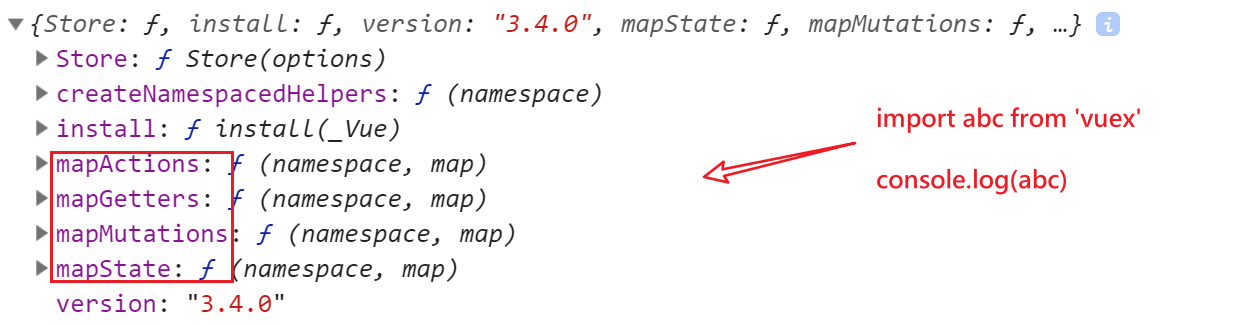 {Store: ƒ, install: ƒ, version: "3.4.0", mapState: ƒ, mapMutations: ƒ, …} i
Store: ƒ Store(options)
createNamespacedHelpers: ƒ (namespace)
install: ƒ install(_Vue)
mapActions: ƒ (namespace, map)
mapGetters: ƒ (namespace, map)
mapMutations: ƒ (namespace, map)
mapState: ƒ (namespace, map)
version: "3.4.0"
import abc from 'vuex'
console.log(abc)